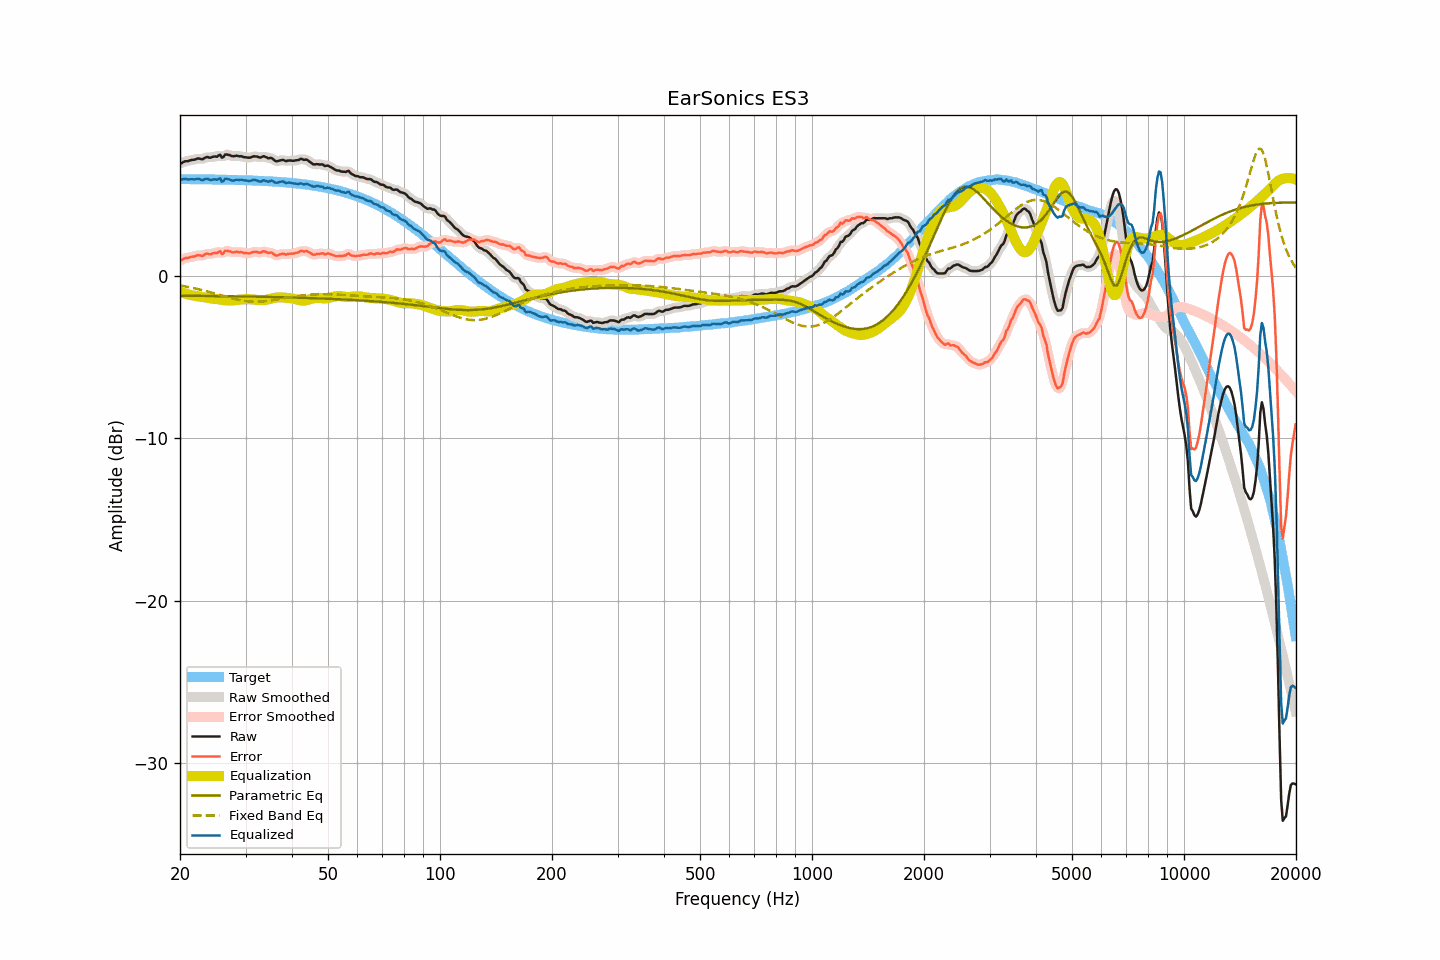 EarSonics ES3
Amplitude (dBr)
0
−10
−20
−30
Target
Raw Smoothed
Error Smoothed
Raw
Error
Equalization
Parametric Eq
Fixed Band Eq
Equalized
20 50 100 200 500 1000 2000 5000 10000 20000
Frequency (Hz)